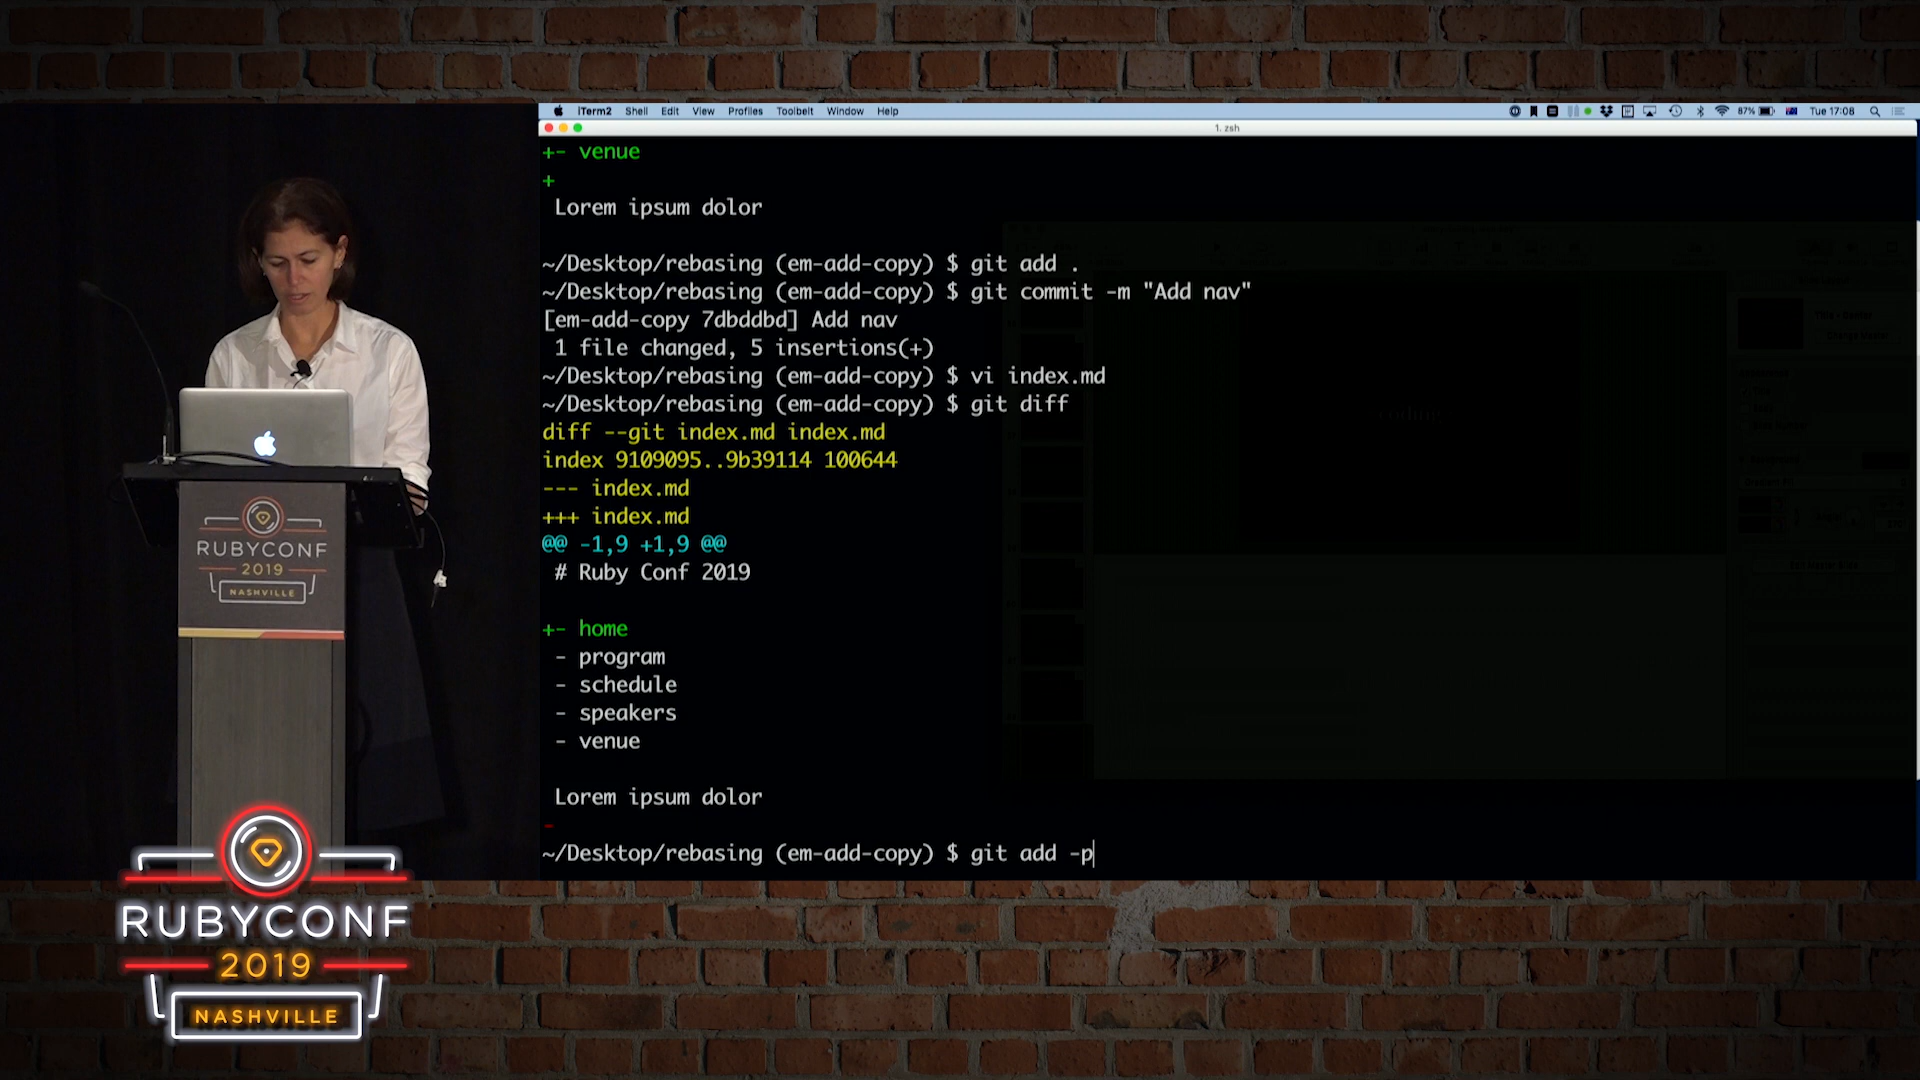 iTerm2 Shell Edit View Profiles Toolbelt Window Help
87% Tue 17:08
1. zsh
+- venue
+
Lorem ipsum dolor
~/Desktop/rebasing (em-add-copy) $ git add .
~/Desktop/rebasing (em-add-copy) $ git commit -m "Add nav"
[em-add-copy 7dbddbd] Add nav
1 file changed, 5 insertions(+)
~/Desktop/rebasing (em-add-copy) $ vi index.md
~/Desktop/rebasing (em-add-copy) $ git diff
diff --git index.md index.md
index 9109095..9b39114 100644
--- index.md
+++ index.md
@@ -1,9 +1,9 @@
# Ruby Conf 2019
+- home
- program
- schedule
- speakers
- venue
Lorem ipsum dolor
-
~/Desktop/rebasing (em-add-copy) $ git add -p
RUBYCONF
2019
NASHVILLE
RUBYCONF
2019
NASHVILLE